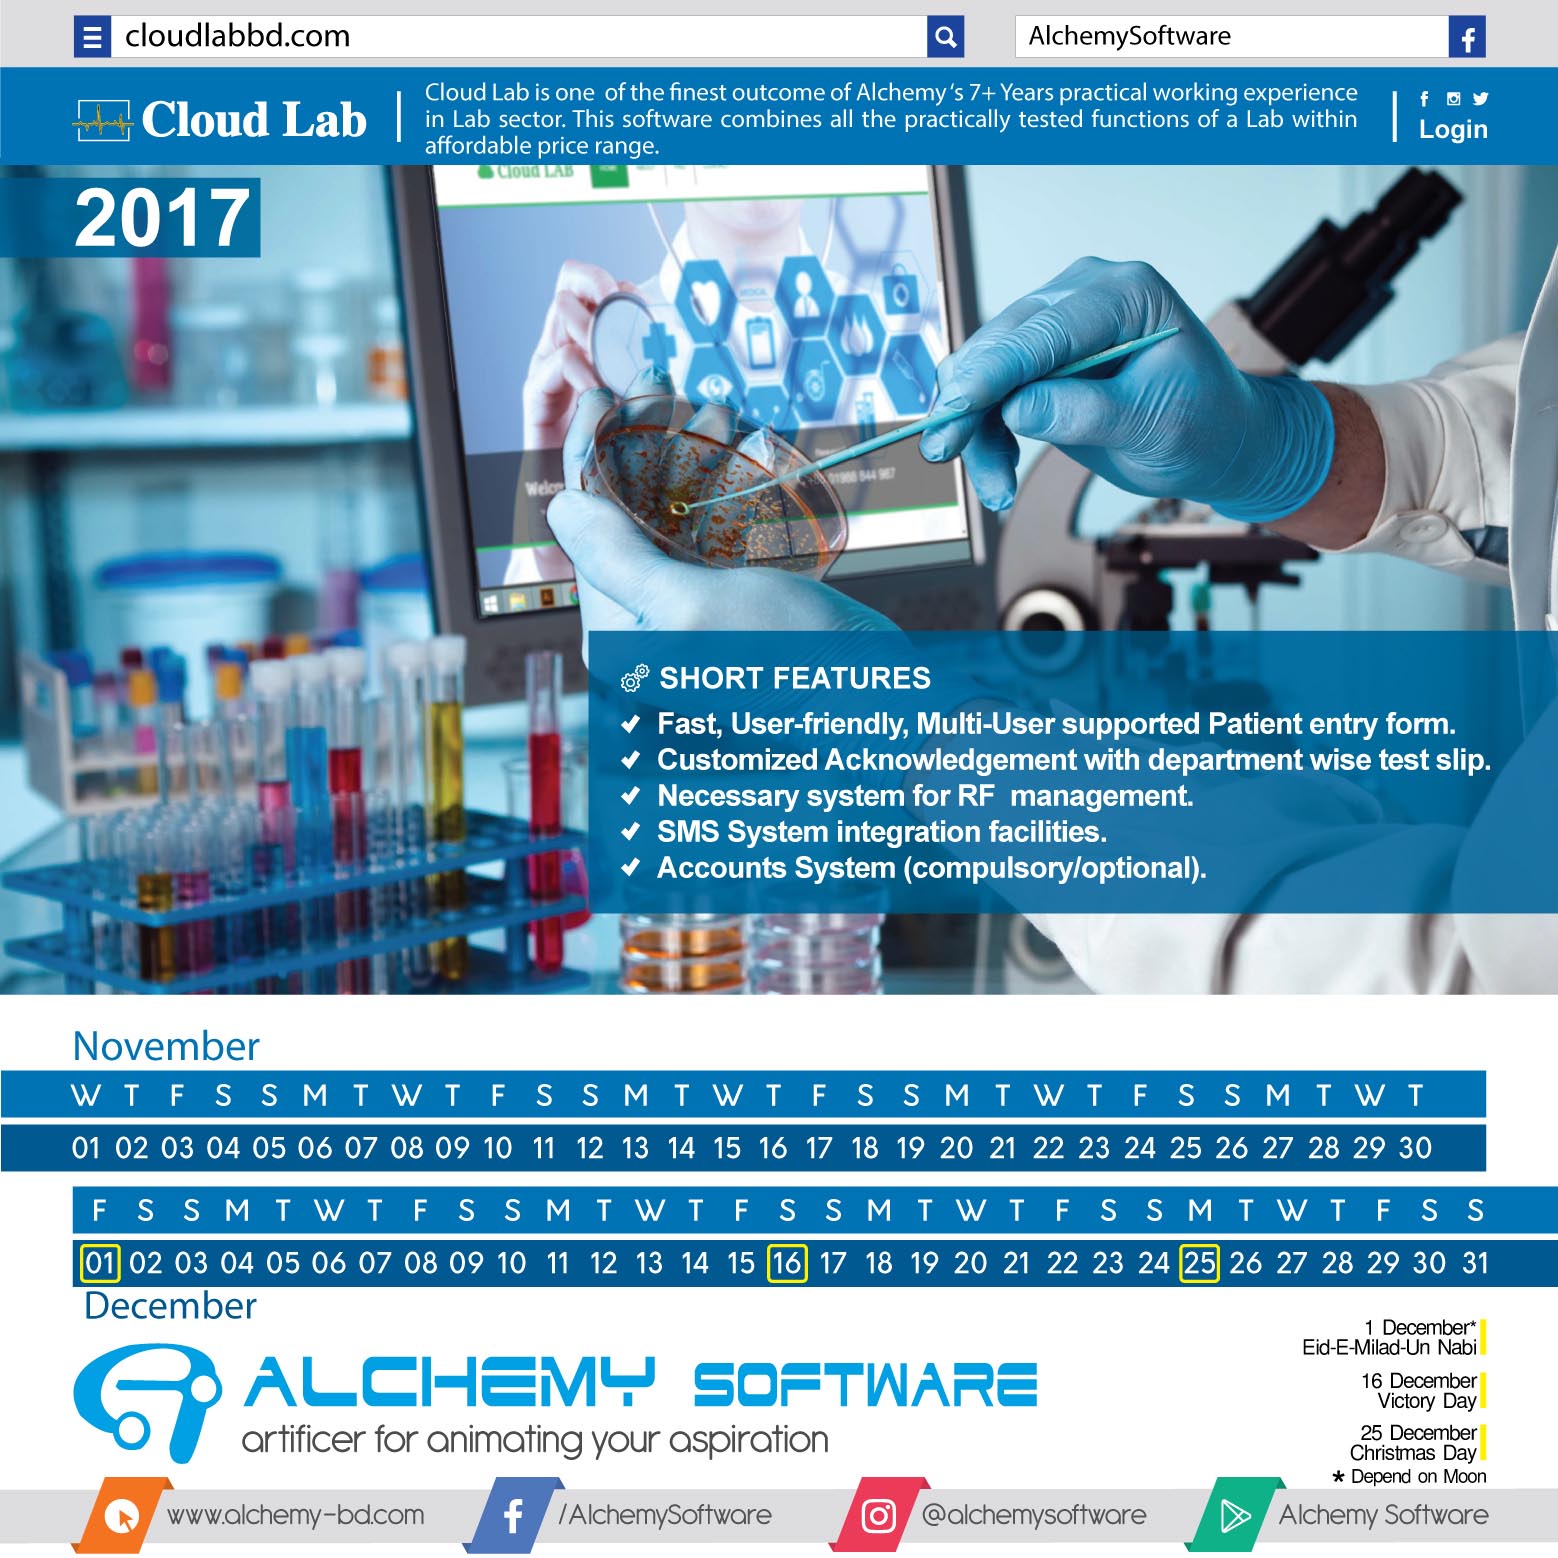 cloudlabbd.com
AlchemySoftware
Cloud Lab
Cloud Lab is one of the finest outcome of Alchemy's 7+ Years practical working experience
in Lab sector. This software combines all the practically tested functions of a Lab within
affordable price range.
Login
2017
Cloud LAB
MEDICAL
SHORT FEATURES
Fast, User-friendly, Multi-User supported Patient entry form.
Customized Acknowledgement with department wise test slip.
Necessary system for RF management.
SMS System integration facilities.
Accounts System (compulsory/optional).
November
W T F S S M T W T F S S M T W T F S S M T W T F S S M T W T
01 02 03 04 05 06 07 08 09 10 11 12 13 14 15 16 17 18 19 20 21 22 23 24 25 26 27 28 29 30
F S S M T W T F S S M T W T F S S M T W T F S S M T W T F S S
01 02 03 04 05 06 07 08 09 10 11 12 13 14 15 16 17 18 19 20 21 22 23 24 25 26 27 28 29 30 31
December
ALCHEMY SOFTWARE
artificer for animating your aspiration
1 December*
Eid-E-Milad-Un Nabi
16 December
Victory Day
25 December
Christmas Day
* Depend on Moon
www.alchemy-bd.com
/AlchemySoftware
@alchemysoftware
Alchemy Software